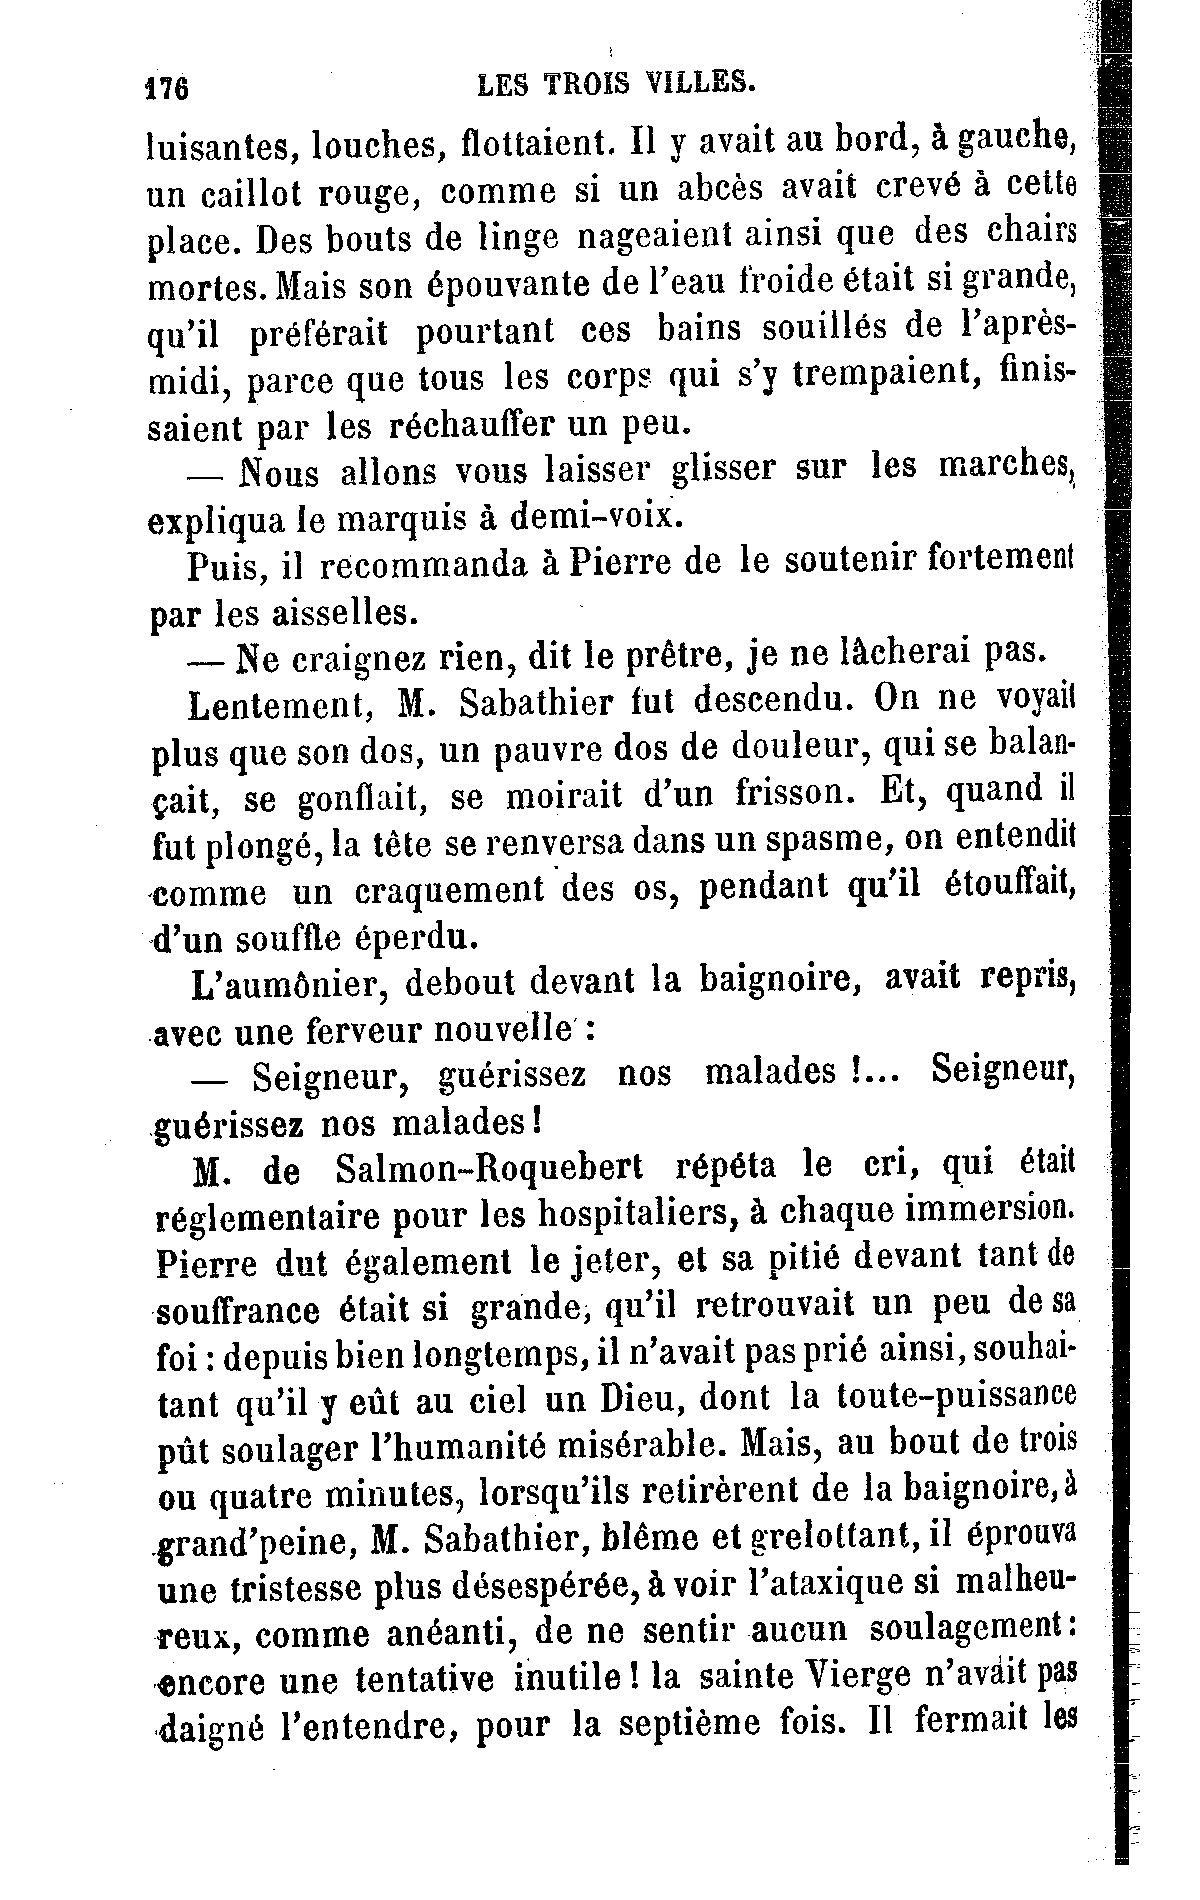 176 LES TROIS VILLES.
luisantes, louches, flottaient. Il y avait au bord, à gauche,
un caillot rouge, comme si un abcès avait crevé à cette
place. Des bouts de linge nageaient ainsi que des chairs
mortes. Mais son épouvante de l'eau froide était si grande,
qu'il préférait pourtant ces bains souillés de l'après-
midi, parce que tous les corps qui s'y trempaient, finis-
saient par les réchauffer un peu.
— Nous allons vous laisser glisser sur les marches,
expliqua le marquis à demi-voix.
Puis, il recommanda à Pierre de le soutenir fortement
par les aisselles.
— Ne craignez rien, dit le prêtre, je ne lâcherai pas.
Lentement, M. Sabathier fut descendu. On ne voyait
plus que son dos, un pauvre dos de douleur, qui se balan-
çait, se gonflait, se moirait d'un frisson. Et, quand il
fut plongé, la tête se renversa dans un spasme, on entendit
comme un craquement des os, pendant qu'il étouffait,
d'un souffle éperdu.
L'aumônier, debout devant la baignoire, avait repris,
avec une ferveur nouvelle :
— Seigneur, guérissez nos malades !... Seigneur,
guérissez nos malades !
M. de Salmon-Roquebert répéta le cri, qui était
réglementaire pour les hospitaliers, à chaque immersion.
Pierre dut également le jeter, et sa pitié devant tant de
souffrance était si grande, qu'il retrouvait un peu de sa
foi : depuis bien longtemps, il n'avait pas prié ainsi, souhai-
tant qu'il y eût au ciel un Dieu, dont la toute-puissance
pût soulager l'humanité misérable. Mais, au bout de trois
ou quatre minutes, lorsqu'ils retirèrent de la baignoire, à
grand'peine, M. Sabathier, blême et grelottant, il éprouva
une tristesse plus désespérée, à voir l'ataxique si malheu-
reux, comme anéanti, de ne sentir aucun soulagement :
encore une tentative inutile ! la sainte Vierge n'avait pas
daigné l'entendre, pour la septième fois. Il fermait les